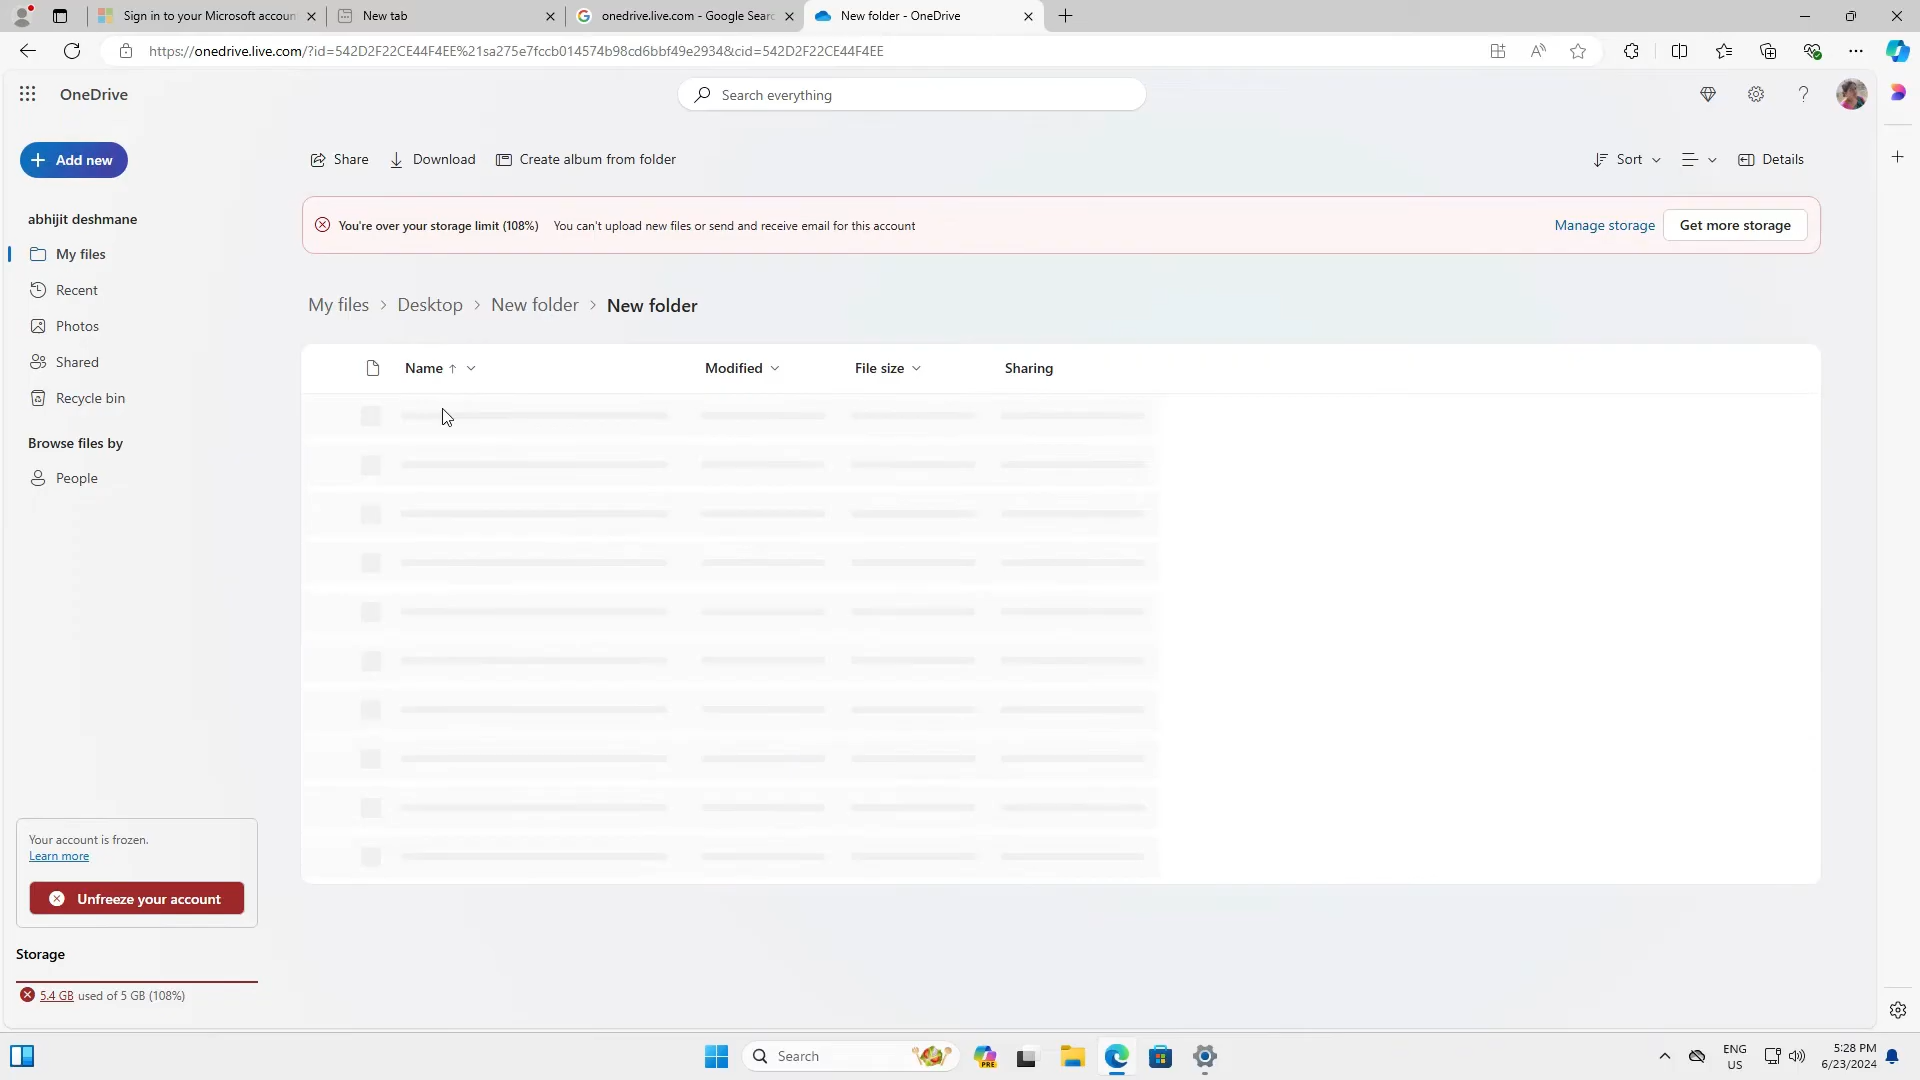 Sign in to your Microsoft accoun
New tab
onedrive.live.com - Google Searc
New folder - OneDrive
https://onedrive.live.com/?id=542D2F22CE44F4EE%21sa275e7fccb014574b98cd6bbf49e2934&cid=542D2F22CE44F4EE
OneDrive
Search everything
Add new
Share
Download
Create album from folder
Sort
Details
You're over your storage limit (108%) You can't upload new files or send and receive email for this account
Manage storage
Get more storage
abhijit deshmane
My files
Recent
Photos
Shared
Recycle bin
Browse files by
People
My files > Desktop > New folder > New folder
Name
Modified
File size
Sharing
Your account is frozen.
Learn more
Unfreeze your account
Storage
5.4 GB used of 5 GB (108%)
Search
PRE
ENG
US
5:28 PM
6/23/2024